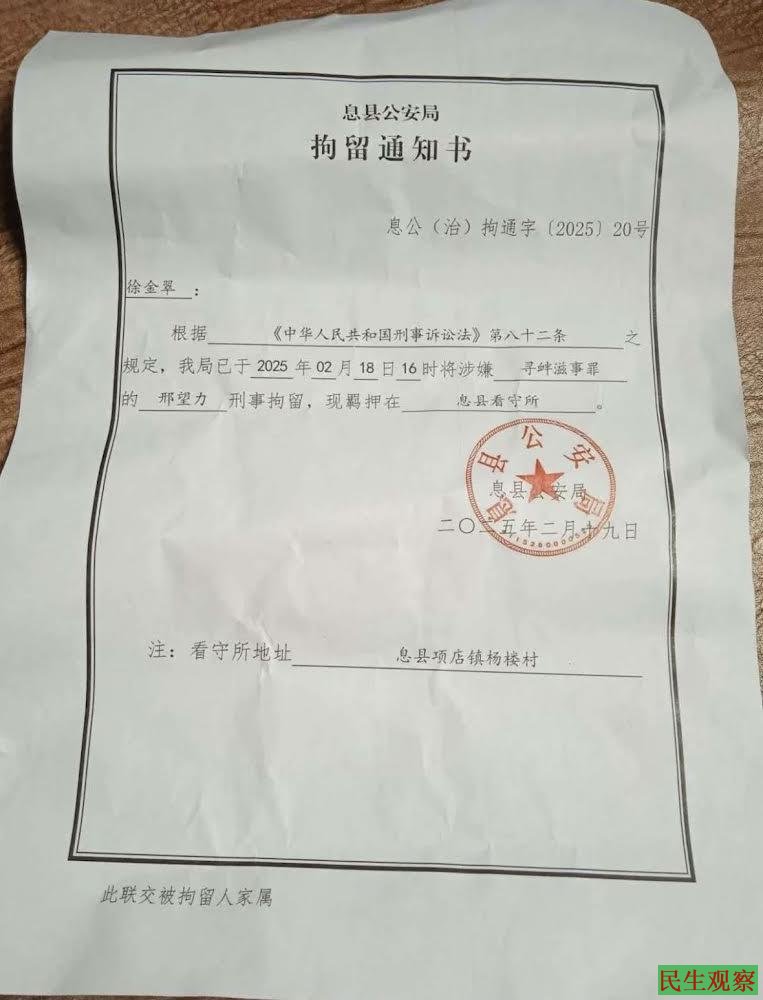 息县公安局
拘留通知书
息公（治）拘通字〔2025〕20号
徐金翠：
根据《中华人民共和国刑事诉讼法》第八十二条之
规定，我局已于2025年02月18日16时将涉嫌 寻衅滋事罪
的 邢望力 刑事拘留，现羁押在 息县看守所 。
息县公安局
息县公安局
二〇二五年二月十九日
注：看守所地址 息县项店镇杨楼村
此联交被拘留人家属
民生观察